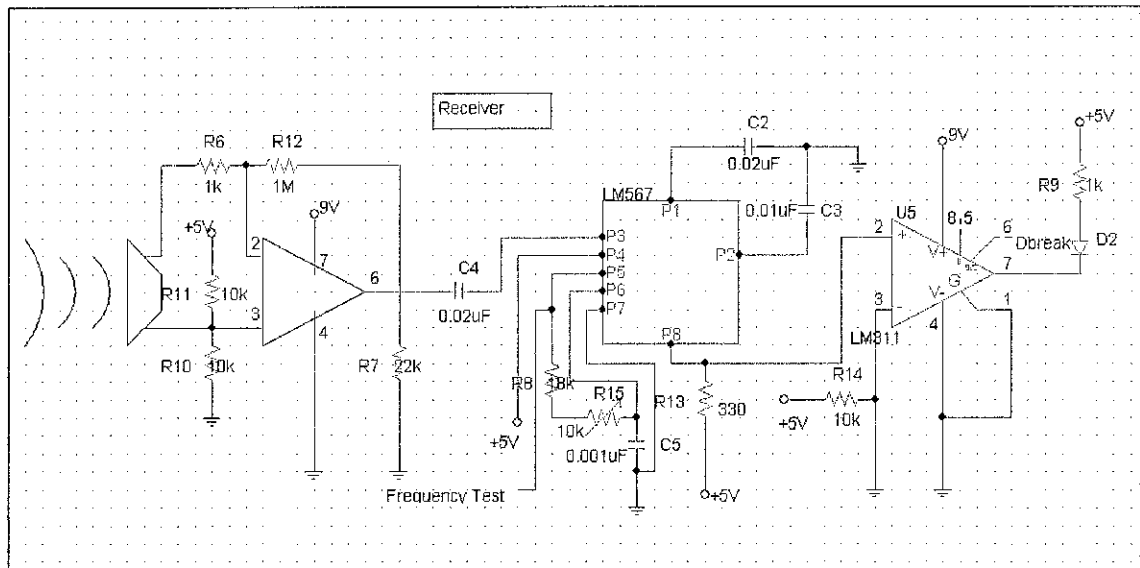 Receiver
R6
1k
R12
1M
+5V
9V
R11
10k
R10
10k
2
3
7
4
6
C4
0.02uF
R7
22k
LM567
P1
P2
P3
P4
P5
P6
P7
P8
C2
0.02uF
0.01uF
C3
R8
18k
R15
10k
+5V
C5
0.001uF
Frequency Test
R13
330
+5V
9V
U5
2
3
+
-
V+
V-
G
8
5
6
7
1
4
LM311
R14
10k
+5V
+5V
R9
1k
Dbreak
D2